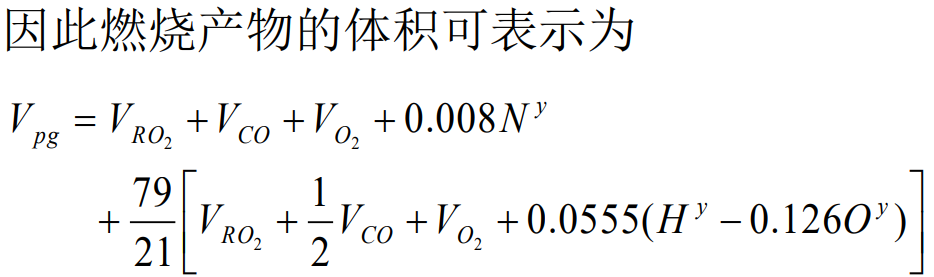 因此燃烧产物的体积可表示为
V_{pg} = V_{RO_2} + V_{CO} + V_{O_2} + 0.008N^y
+ \frac{79}{21}\left[V_{RO_2} + \frac{1}{2}V_{CO} + V_{O_2} + 0.0555(H^y - 0.126O^y)\right]